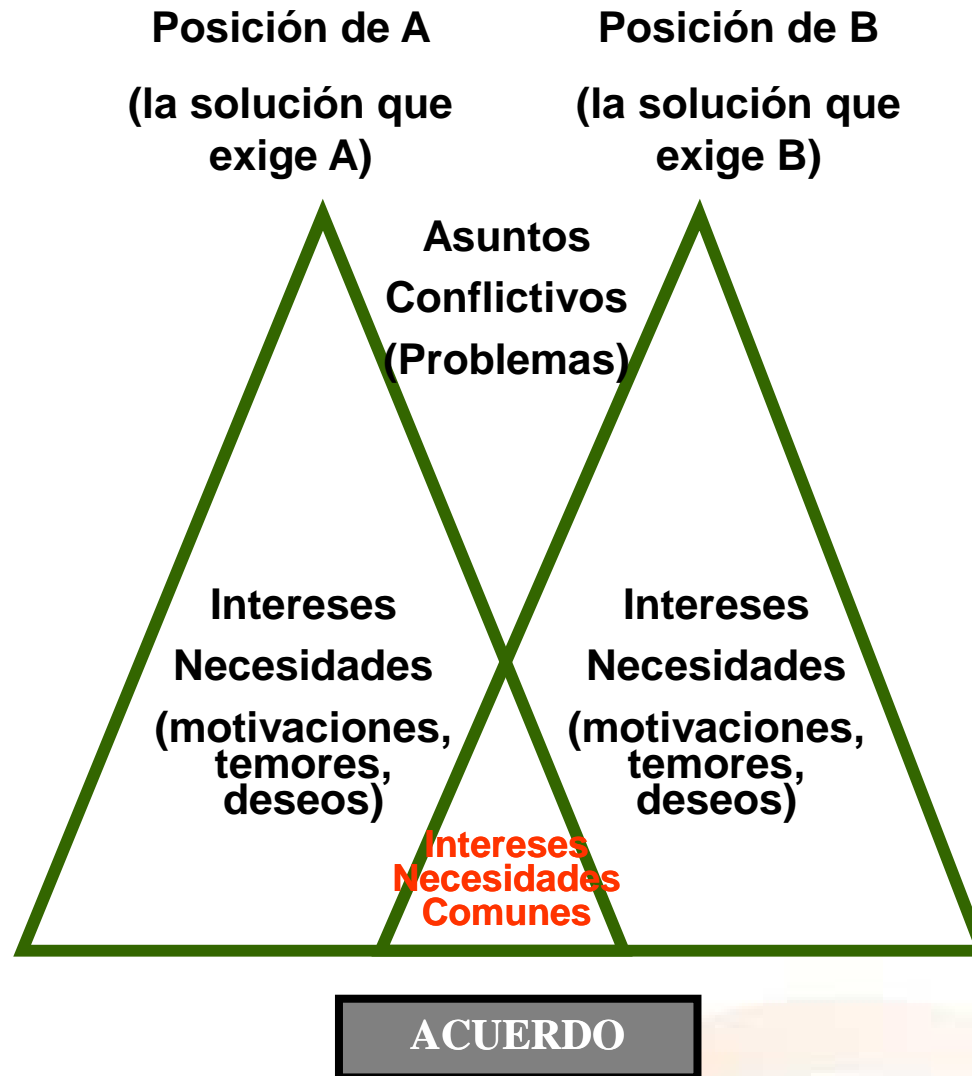 Posición de A
(la solución que
exige A)
Posición de B
(la solución que
exige B)
Asuntos
Conflictivos
(Problemas)
Intereses
Necesidades
(motivaciones,
temores,
deseos)
Intereses
Necesidades
(motivaciones,
temores,
deseos)
Intereses
Necesidades
Comunes
ACUERDO